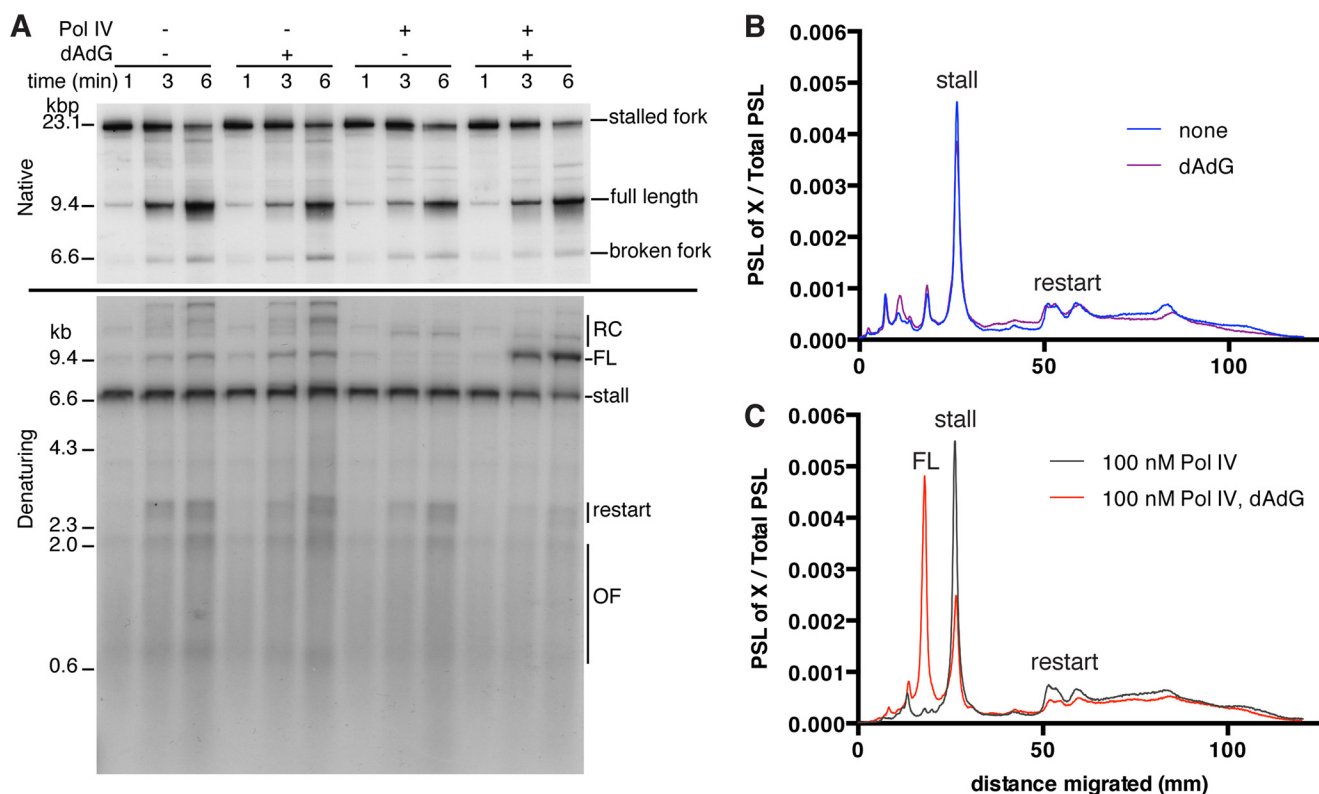 A
Pol IV - - + +
dAdG - + - +
time (min) 1 3 6 1 3 6 1 3 6 1 3 6
kbp
23.1
9.4
6.6
Native
stalled fork
full length
broken fork
kb
9.4
6.6
4.3
2.3
2.0
0.6
Denaturing
RC
FL
stall
restart
OF
B
PSL of X / Total PSL
0.006
0.005
0.004
0.003
0.002
0.001
0.000
0 50 100
stall
restart
none
dAdG
C
PSL of X / Total PSL
0.006
0.005
0.004
0.003
0.002
0.001
0.000
0 50 100
distance migrated (mm)
FL
stall
restart
100 nM Pol IV
100 nM Pol IV, dAdG